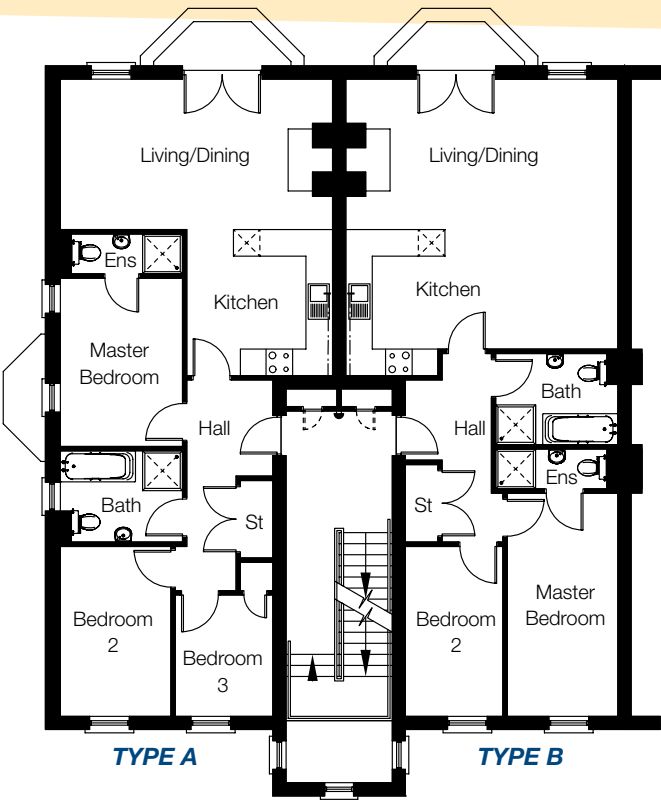 Living/Dining
Living/Dining
Ens
Kitchen
Kitchen
Master
Bedroom
Bath
Hall
Hall
Ens
Bath
St
St
Bedroom
2
Bedroom
3
Bedroom
2
Master
Bedroom
TYPE A
TYPE B